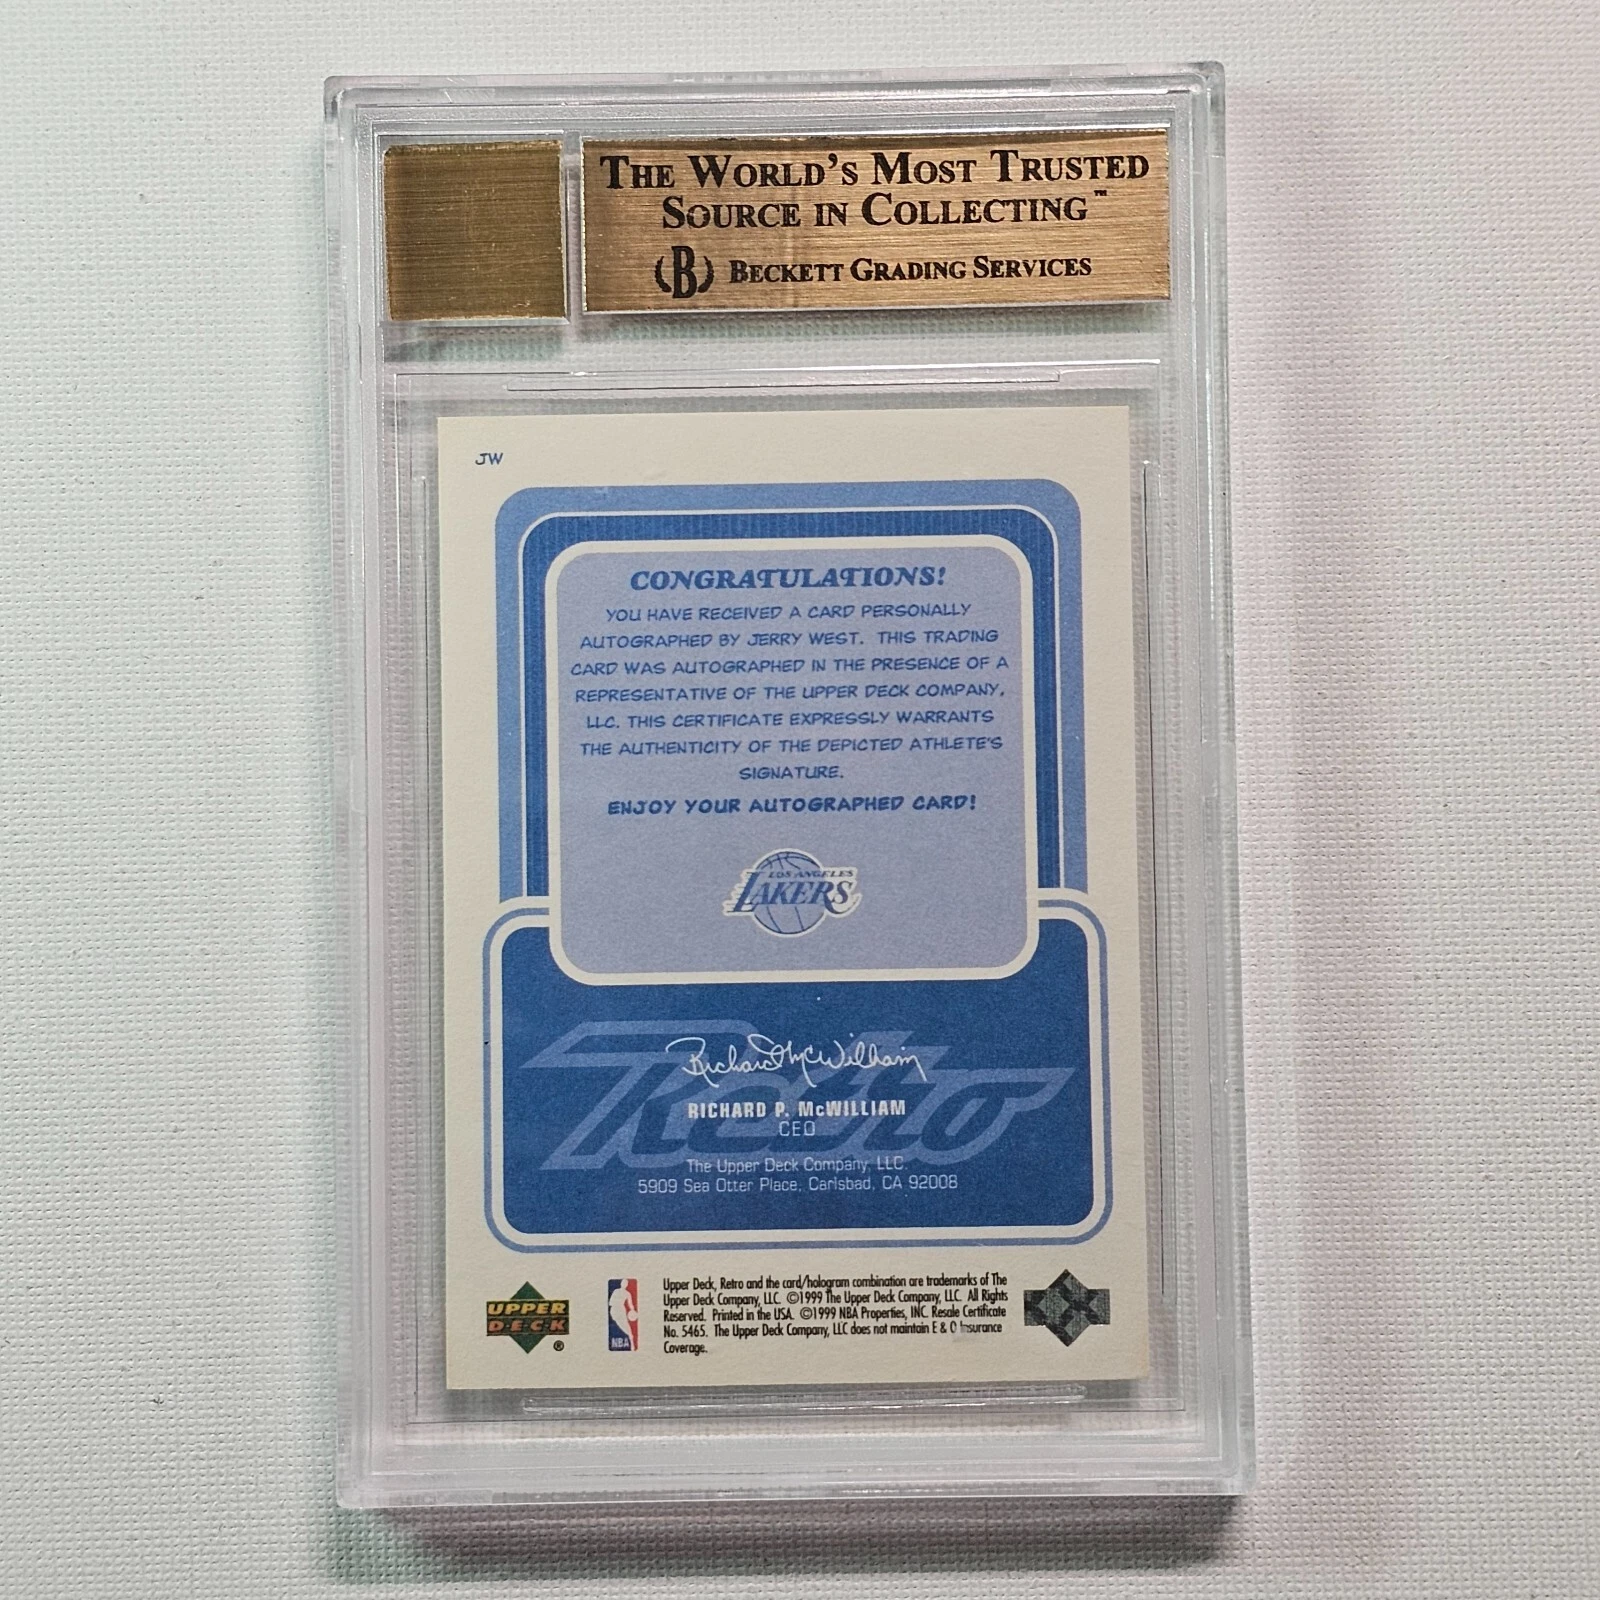 THE WORLD'S MOST TRUSTED
SOURCE IN COLLECTING™
B BECKETT GRADING SERVICES
JW
CONGRATULATIONS!
YOU HAVE RECEIVED A CARD PERSONALLY
AUTOGRAPHED BY JERRY WEST. THIS TRADING
CARD WAS AUTOGRAPHED IN THE PRESENCE OF A
REPRESENTATIVE OF THE UPPER DECK COMPANY,
LLC. THIS CERTIFICATE EXPRESSLY WARRANTS
THE AUTHENTICITY OF THE DEPICTED ATHLETE'S
SIGNATURE.
ENJOY YOUR AUTOGRAPHED CARD!
LOS ANGELES
LAKERS
Retro
Richard McWilliam
RICHARD P. McWILLIAM
CEO
The Upper Deck Company, LLC.
5909 Sea Otter Place, Carlsbad, CA 92008
UPPER
DECK
®
NBA
Upper Deck, Retro and the card/hologram combination are trademarks of The
Upper Deck Company, LLC. ©1999 The Upper Deck Company, LLC. All Rights
Reserved. Printed in the USA. ©1999 NBA Properties, INC. Resale Certificate
No. 5465. The Upper Deck Company, LLC does not maintain E & O Insurance
Coverage.